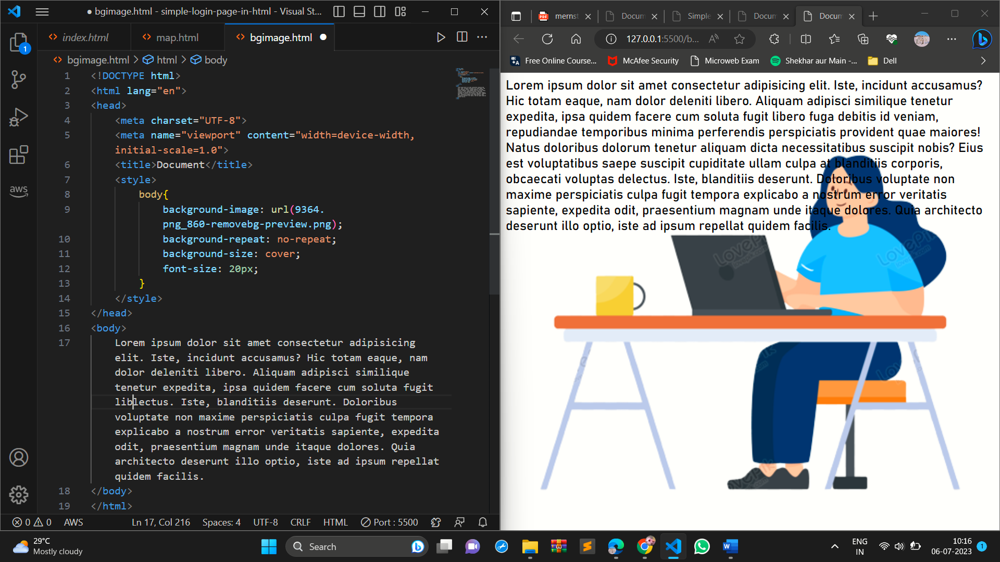 bgimage.html - simple-login-page-in-html - Visual St...
index.html
map.html
bgimage.html
bgimage.html > html > body
1 <!DOCTYPE html>
2 <html lang="en">
3 <head>
4 <meta charset="UTF-8">
5 <meta name="viewport" content="width=device-width,
initial-scale=1.0">
6 <title>Document</title>
7 <style>
8 body{
9 background-image: url(9364.
png_860-removebg-preview.png);
10 background-repeat: no-repeat;
11 background-size: cover;
12 font-size: 20px;
13 }
14 </style>
15 </head>
16 <body>
17 Lorem ipsum dolor sit amet consectetur adipisicing
elit. Iste, incidunt accusamus? Hic totam eaque, nam
dolor deleniti libero. Aliquam adipisci similique
tenetur expedita, ipsa quidem facere cum soluta fugit
liblectus. Iste, blanditiis deserunt. Doloribus
voluptate non maxime perspiciatis culpa fugit tempora
explicabo a nostrum error veritatis sapiente, expedita
odit, praesentium magnam unde itaque dolores. Quia
architecto deserunt illo optio, iste ad ipsum repellat
quidem facilis.
18 </body>
19 </html>
1
aws
0 0 AWS Ln 17, Col 216 Spaces: 4 UTF-8 CRLF HTML Port : 5500
PDF mernst Docum Simple Docum Docum
127.0.0.1:5500/b...
Free Online Course... McAfee Security Microweb Exam Shekhar aur Main -... Dell
Lorem ipsum dolor sit amet consectetur adipisicing elit. Iste, incidunt accusamus?
Hic totam eaque, nam dolor deleniti libero. Aliquam adipisci similique tenetur
expedita, ipsa quidem facere cum soluta fugit libero fuga debitis id veniam,
repudiandae temporibus minima perferendis perspiciatis provident quae maiores!
Natus doloribus dolorum tenetur aliquam dicta necessitatibus suscipit nobis? Eius
est voluptatibus saepe suscipit cupiditate ullam culpa at blanditiis corporis,
obcaecati voluptas delectus. Iste, blanditiis deserunt. Doloribus voluptate non
maxime perspiciatis culpa fugit tempora explicabo a nostrum error veritatis
sapiente, expedita odit, praesentium magnam unde itaque dolores. Quia architecto
deserunt illo optio, iste ad ipsum repellat quidem facilis.
LovePik
lovepik.com
LovePik
lovepik.com
LovePik
29°C
Mostly cloudy
Search
ENG
IN
10:16
06-07-2023
1